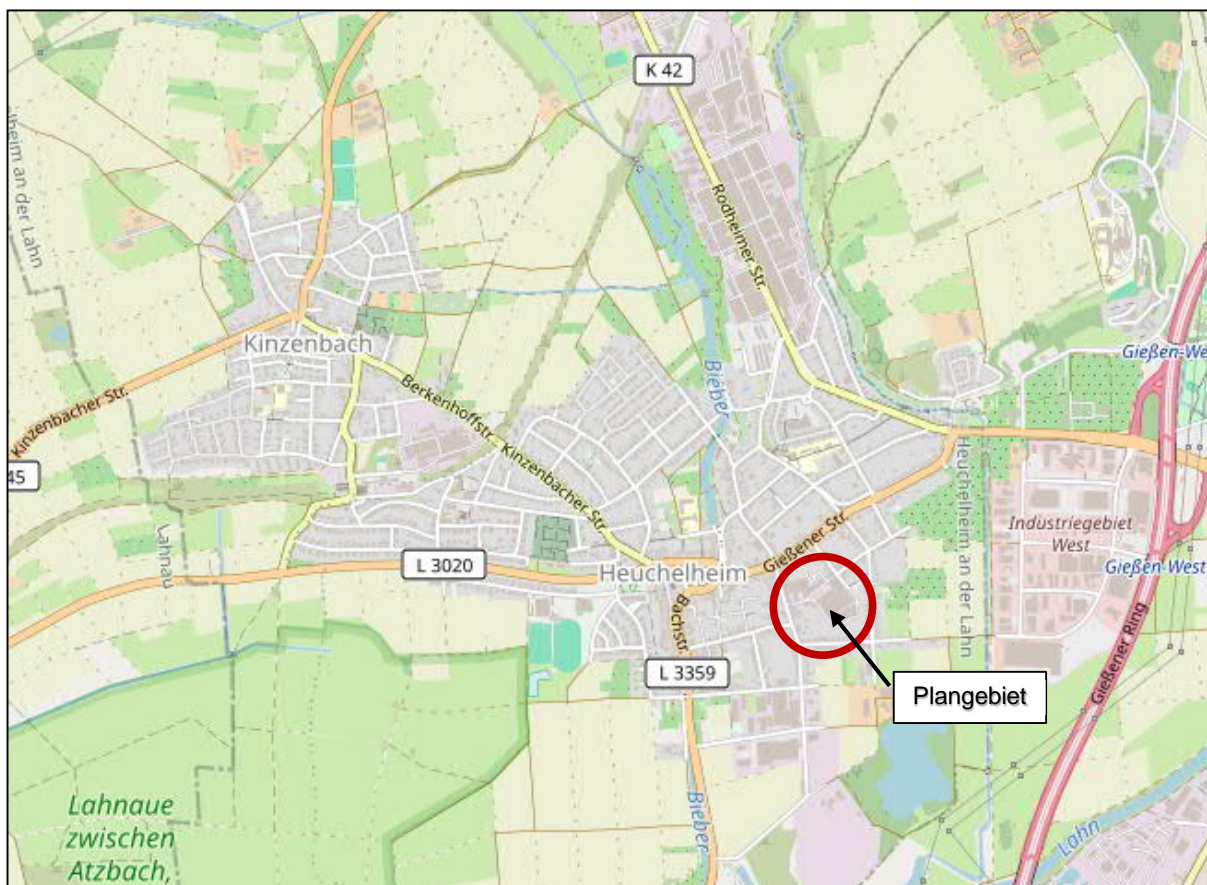 K 42
lheim an der Lahn
Rodheimer Str.
Kinzenbach
Bieber
Gießen-We
Kinzenbacher Str.
Berkenhoffstr.
Kinzenbacher Str.
45
Heuchelheim an der Lahn
Industriegebiet
West
Lahnau
Gießener Str.
L 3020
Heuchelheim
Gießen-West
Bachstr.
Gießener Ring
L 3359
Plangebiet
Lahnaue
zwischen
Atzbach,
Bieber
Lahn